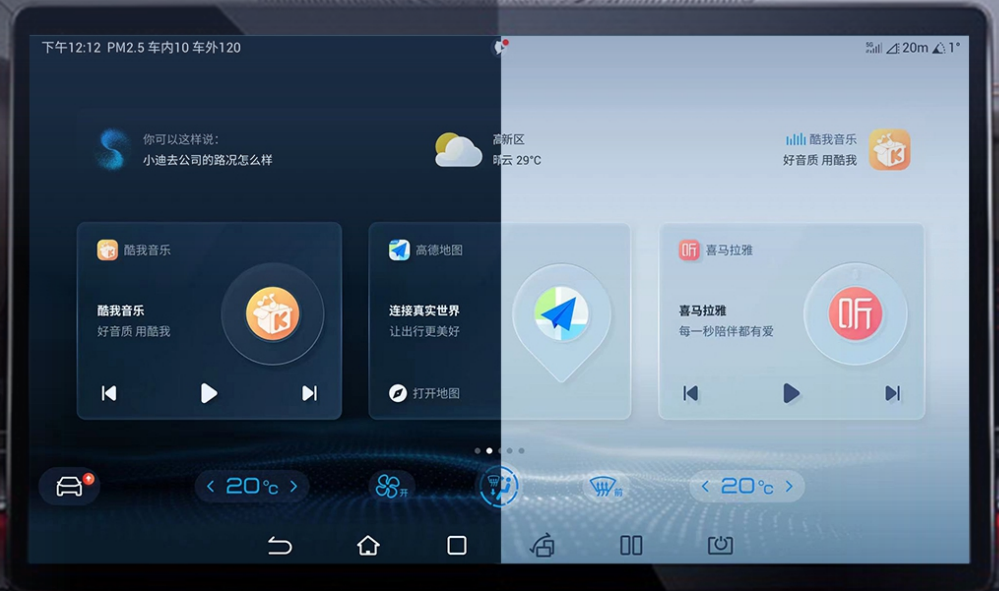 下午12:12 PM2.5 车内10 车外120
20m 1°
你可以这样说：
小迪去公司的路况怎么样
高新区
晴云 29°C
酷我音乐
好音质 用酷我
酷我音乐
酷我音乐
好音质 用酷我
高德地图
连接真实世界
让出行更美好
打开地图
听 喜马拉雅
喜马拉雅
每一秒陪伴都有爱
听
20°C
开
前
20°C